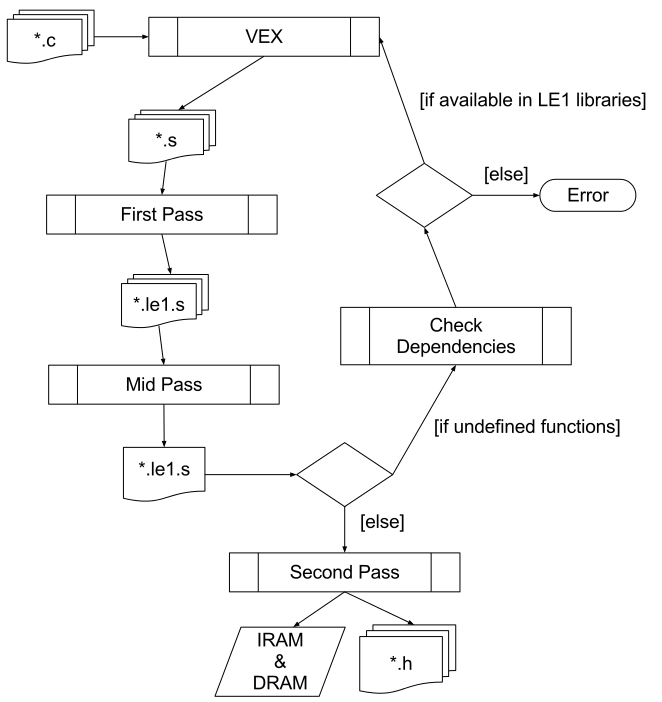 *.c
VEX
[if available in LE1 libraries]
*.s
[else]
Error
First Pass
*.le1.s
Check
Dependencies
Mid Pass
[if undefined functions]
*.le1.s
[else]
Second Pass
IRAM
&
DRAM
*.h